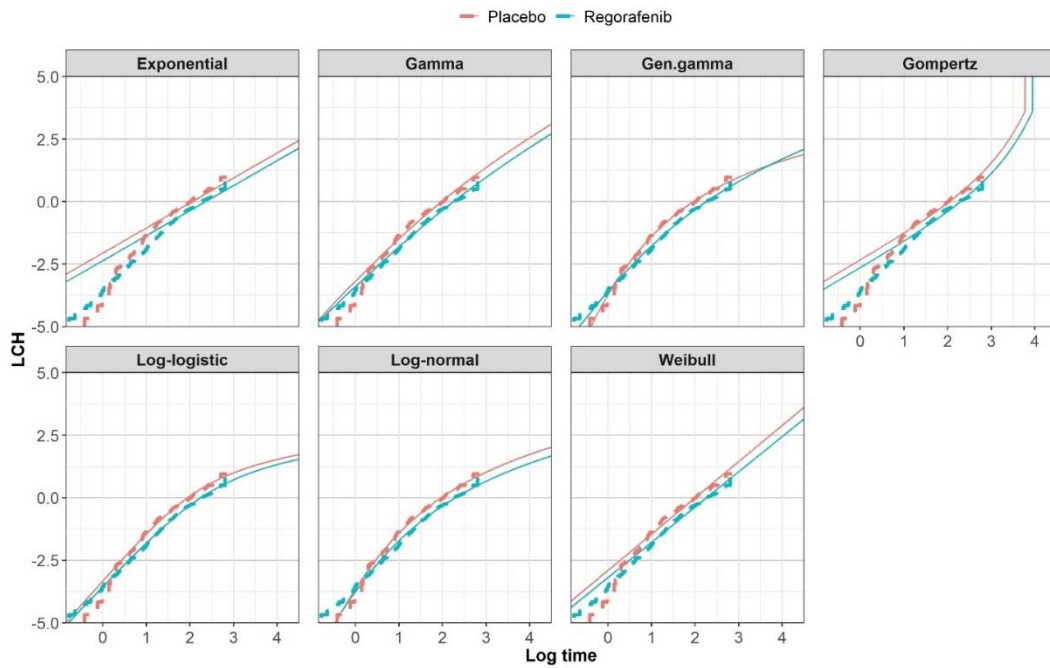 Placebo Regorafenib
Exponential Gamma Gen.gamma Gompertz
5.0
2.5
0.0
-2.5
-5.0
0 1 2 3 4
LCH
Log-logistic Log-normal Weibull
5.0
2.5
0.0
-2.5
-5.0
0 1 2 3 4 0 1 2 3 4 0 1 2 3 4
Log time